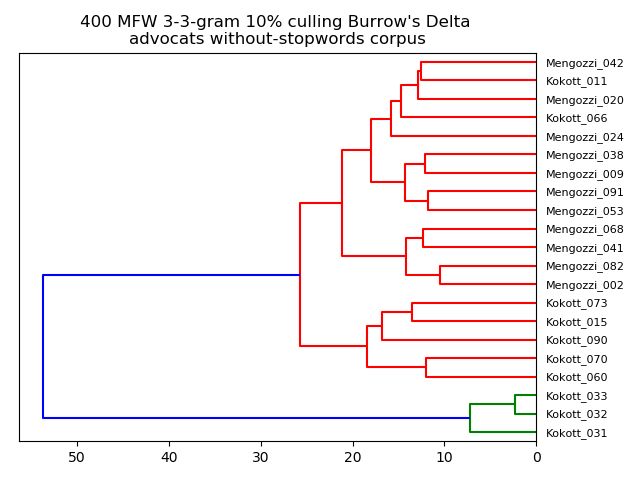 400 MFW 3-3-gram 10% culling Burrow's Delta
advocats without-stopwords corpus
Mengozzi_042
Kokott_011
Mengozzi_020
Kokott_066
Mengozzi_024
Mengozzi_038
Mengozzi_009
Mengozzi_091
Mengozzi_053
Mengozzi_068
Mengozzi_041
Mengozzi_082
Mengozzi_002
Kokott_073
Kokott_015
Kokott_090
Kokott_070
Kokott_060
Kokott_033
Kokott_032
Kokott_031
50 40 30 20 10 0